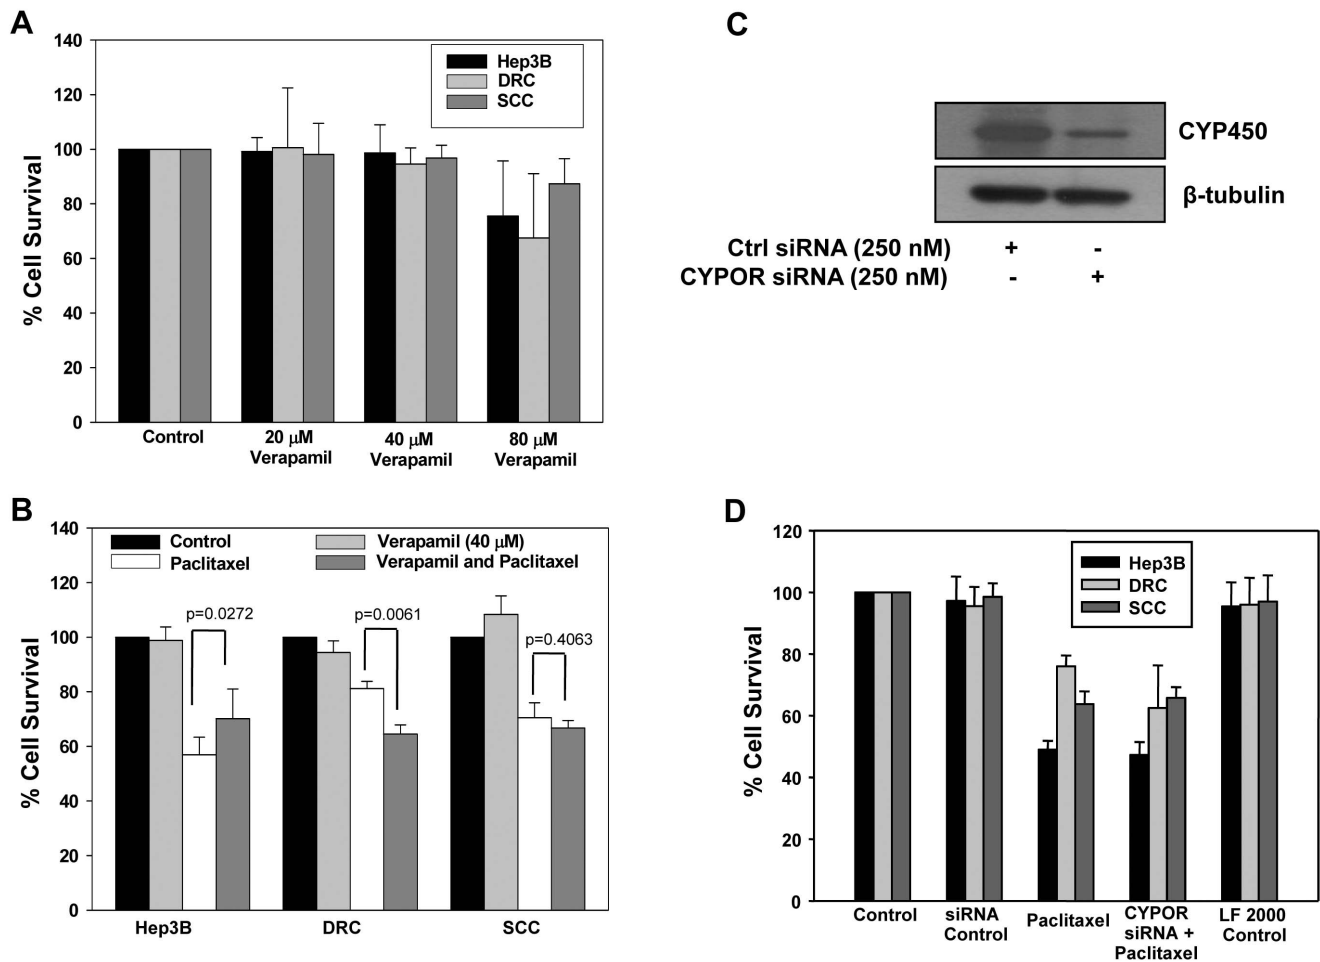 A
140
120
100
80
60
40
20
0
% Cell Survival
Hep3B
DRC
SCC
Control
20 μM
Verapamil
40 μM
Verapamil
80 μM
Verapamil
C
CYP450
β-tubulin
Ctrl siRNA (250 nM) + -
CYPOR siRNA (250 nM) - +
B
140
120
100
80
60
40
20
0
% Cell Survival
Control
Paclitaxel
Verapamil (40 μM)
Verapamil and Paclitaxel
p=0.0272
p=0.0061
p=0.4063
Hep3B
DRC
SCC
D
120
100
80
60
40
20
0
% Cell Survival
Hep3B
DRC
SCC
Control
siRNA
Control
Paclitaxel
CYPOR
siRNA +
Paclitaxel
LF 2000
Control